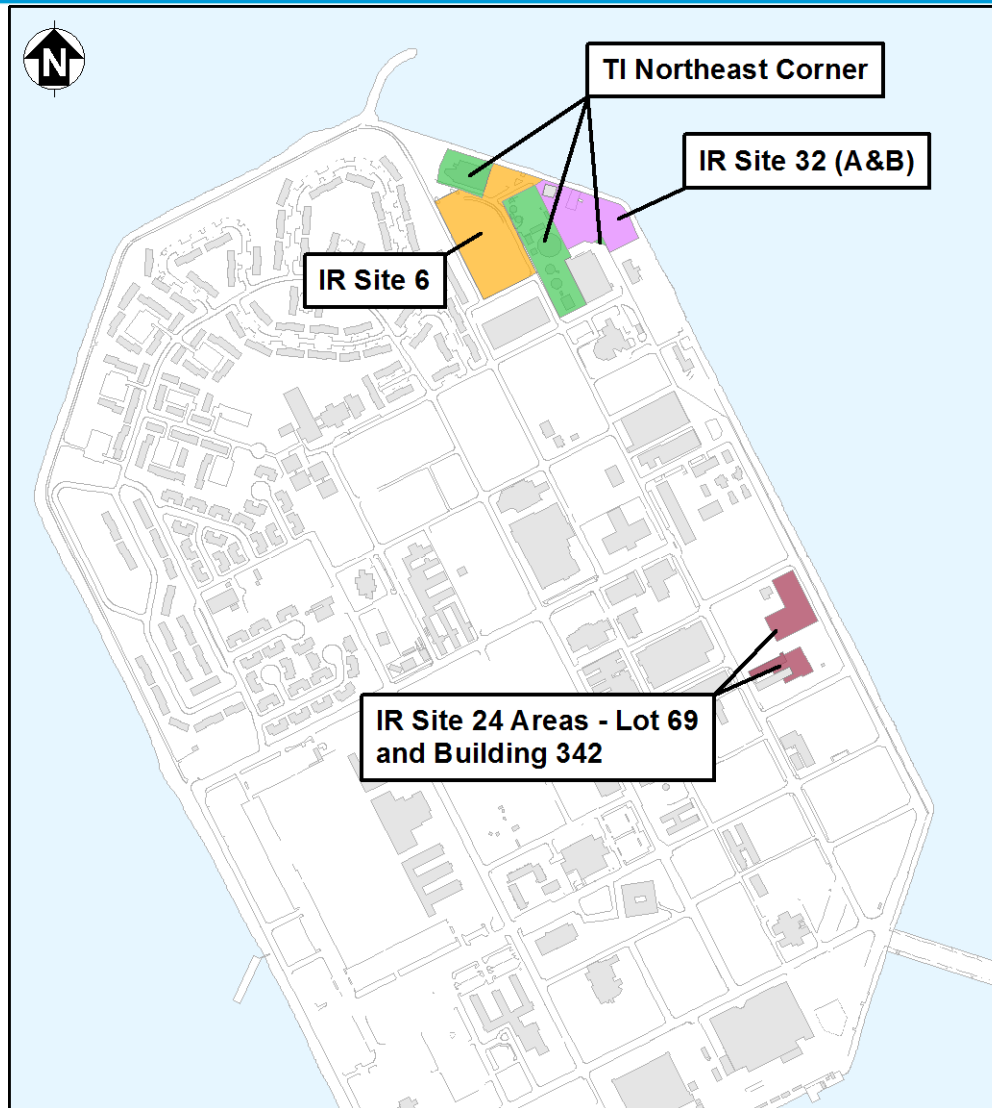 N
TI Northeast Corner
IR Site 32 (A&B)
IR Site 6
IR Site 24 Areas - Lot 69
and Building 342